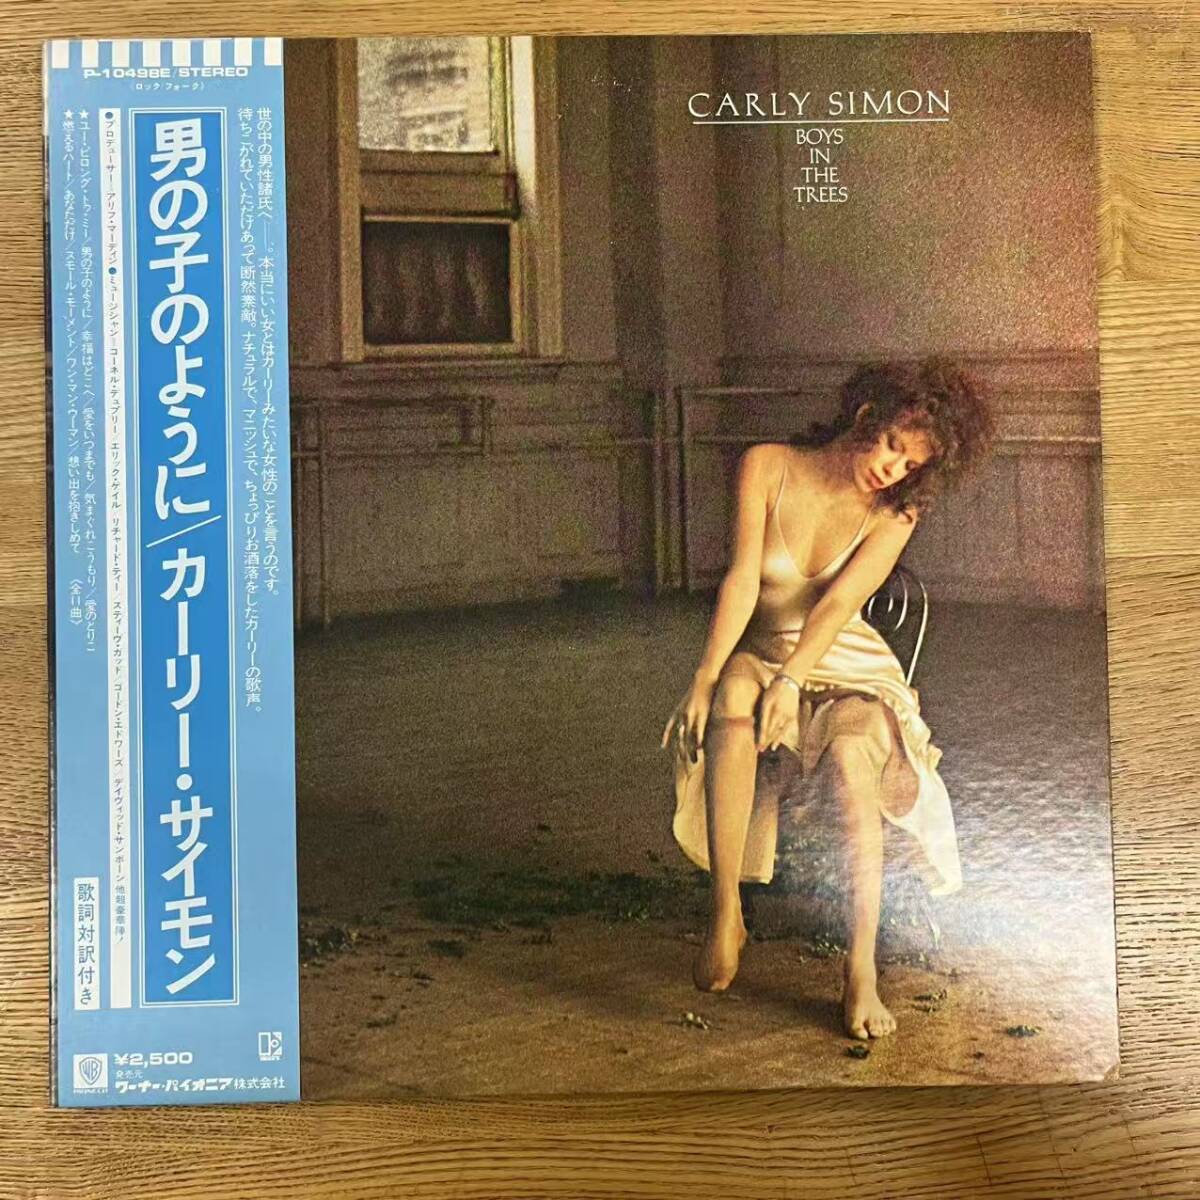 P-10498E/STEREO
(ロック/フォーク)
世の中の男性諸氏へ——。本当にいい女とはカーリーみたいな女性のことを言うのです。
待ちこがれていただけあって断然素敵。ナチュラルで、マニッシュで、ちょっぴりお洒落をしたカーリーの歌声。
男の子のように/カーリー・サイモン
●プロデューサー=アリフ・マーディン●ミュージシャン=コーネル・デュプリー/エリック・ゲイル/リチャード・ティー/スティーヴ・ガッド/ゴードン・エドワーズ/デイヴィッド・サンボーン 他超豪華陣!
★ユー・ビロング・トゥ・ミー/男の子のように/幸福はどこへ/愛をいつまでも/気まぐれこうもり/愛のとりこ
★燃えるハート/あなただけ/スモール・モーメント/ワン・マン・ウーマン/想い出を抱きしめて 〈全11曲〉
歌詞対訳付き
¥2,500
発売元
ワーナー・パイオニア株式会社
CARLY SIMON
BOYS
IN
THE
TREES